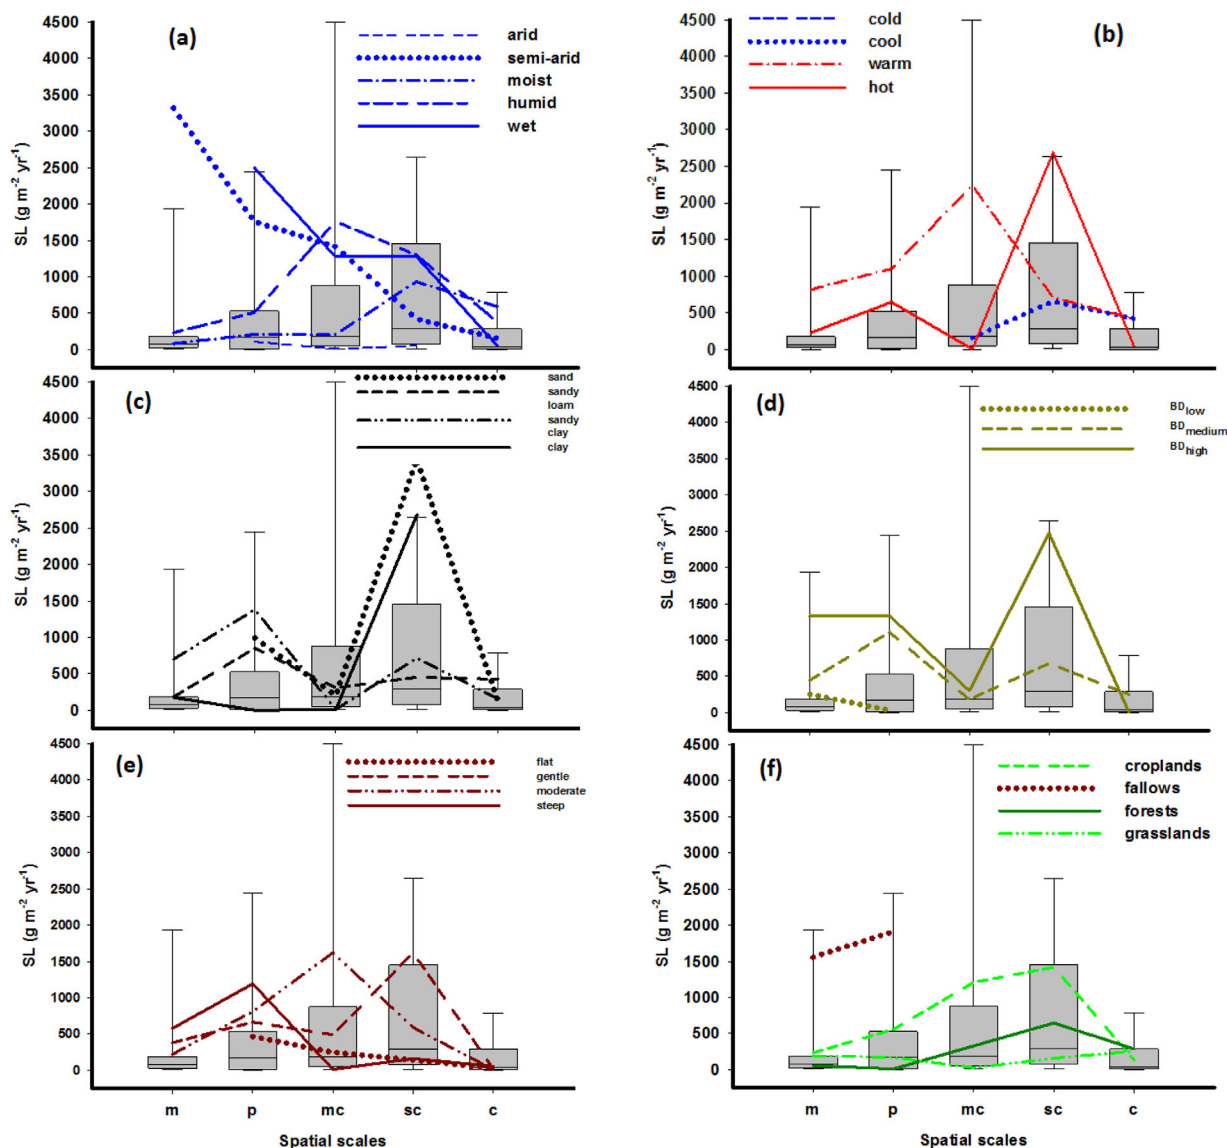 (a)
4500
4000
3500
3000
2500
2000
1500
1000
500
0
SL (g m⁻² yr⁻¹)
arid
semi-arid
moist
humid
wet
(b)
4500
4000
3500
3000
2500
2000
1500
1000
500
0
SL (g m⁻² yr⁻¹)
cold
cool
warm
hot
(c)
4500
4000
3500
3000
2500
2000
1500
1000
500
0
SL (g m⁻² yr⁻¹)
sand
sandy
loam
sandy
clay
clay
(d)
4500
4000
3500
3000
2500
2000
1500
1000
500
0
SL (g m⁻² yr⁻¹)
BD low
BD medium
BD high
(e)
4500
4000
3500
3000
2500
2000
1500
1000
500
0
SL (g m⁻² yr⁻¹)
flat
gentle
moderate
steep
m p mc sc c
Spatial scales
(f)
4500
4000
3500
3000
2500
2000
1500
1000
500
0
SL (g m⁻² yr⁻¹)
croplands
fallows
forests
grasslands
m p mc sc c
Spatial scales